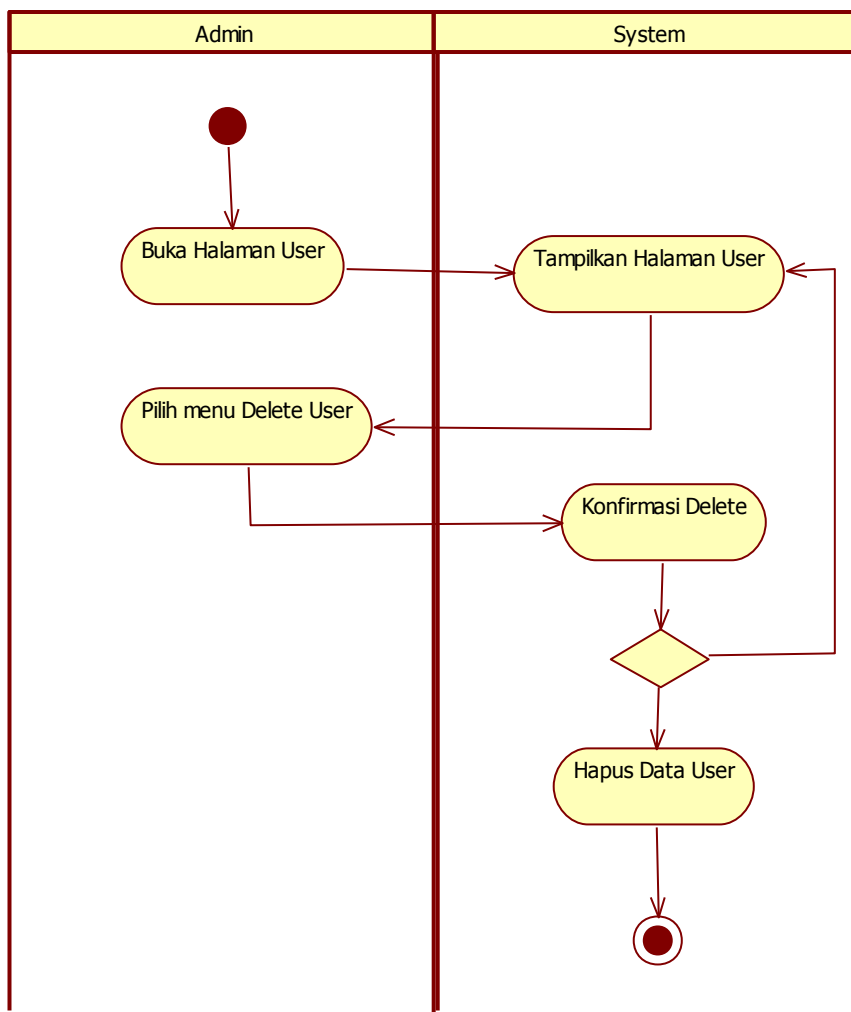 Admin
System
Buka Halaman User
Tampilkan Halaman User
Pilih menu Delete User
Konfirmasi Delete
Hapus Data User